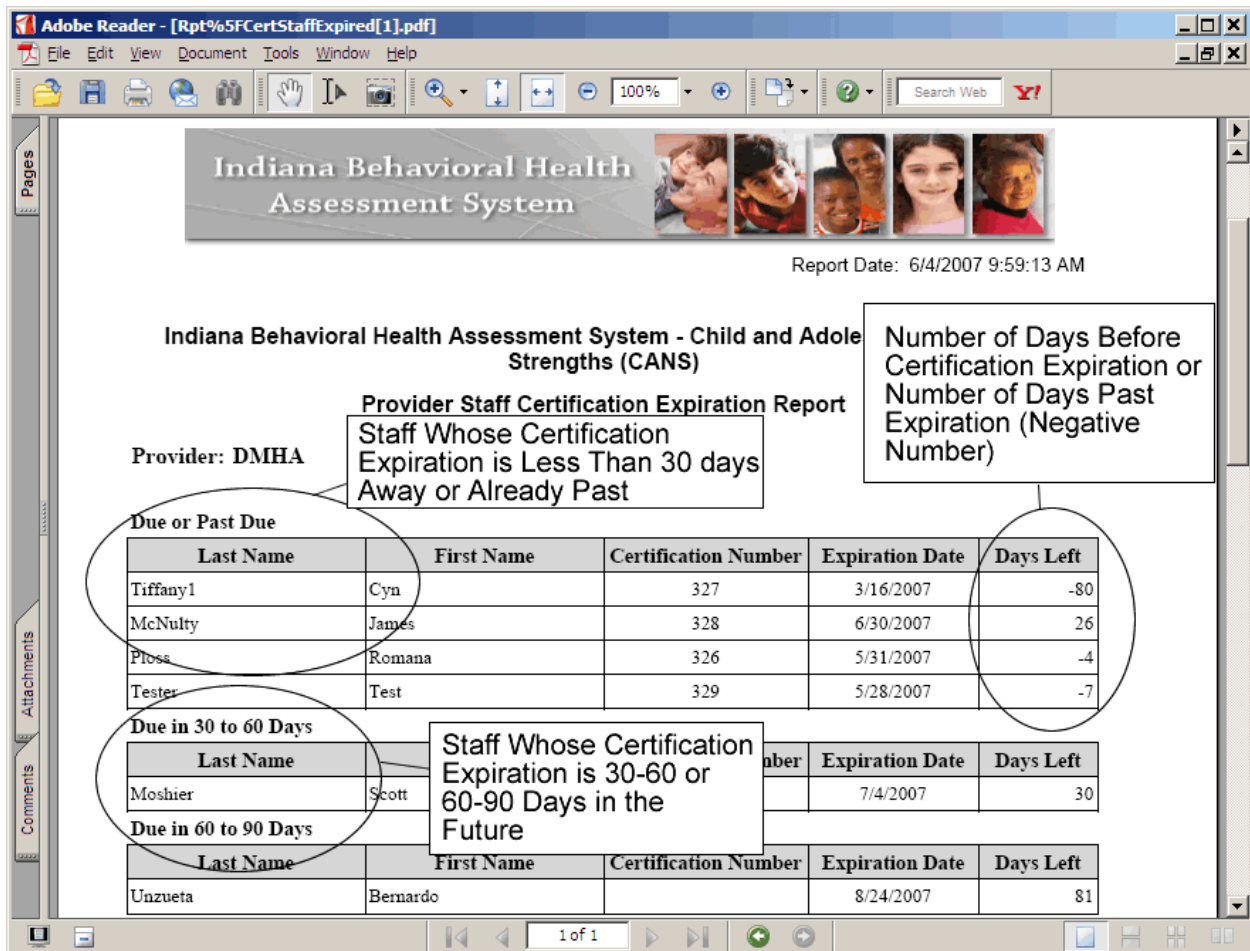 Adobe Reader - [Rpt%5FCertStaffExpired[1].pdf]
File Edit View Document Tools Window Help
100% Search Web Y!
Pages
Attachments
Comments
Indiana Behavioral Health
Assessment System
Report Date: 6/4/2007 9:59:13 AM
Indiana Behavioral Health Assessment System - Child and Adole
Strengths (CANS)
Provider Staff Certification Expiration Report
Number of Days Before
Certification Expiration or
Number of Days Past
Expiration (Negative
Number)
Staff Whose Certification
Expiration is Less Than 30 days
Away or Already Past
Provider: DMHA
Due or Past Due
Last Name First Name Certification Number Expiration Date Days Left
Tiffany1 Cyn 327 3/16/2007 -80
McNulty James 328 6/30/2007 26
Ploss Romana 326 5/31/2007 -4
Tester Test 329 5/28/2007 -7
Due in 30 to 60 Days
Staff Whose Certification
Expiration is 30-60 or
60-90 Days in the
Future
Last Name nber Expiration Date Days Left
Moshier Scott 7/4/2007 30
Due in 60 to 90 Days
Last Name First Name Certification Number Expiration Date Days Left
Unzueta Bernardo 8/24/2007 81
1 of 1